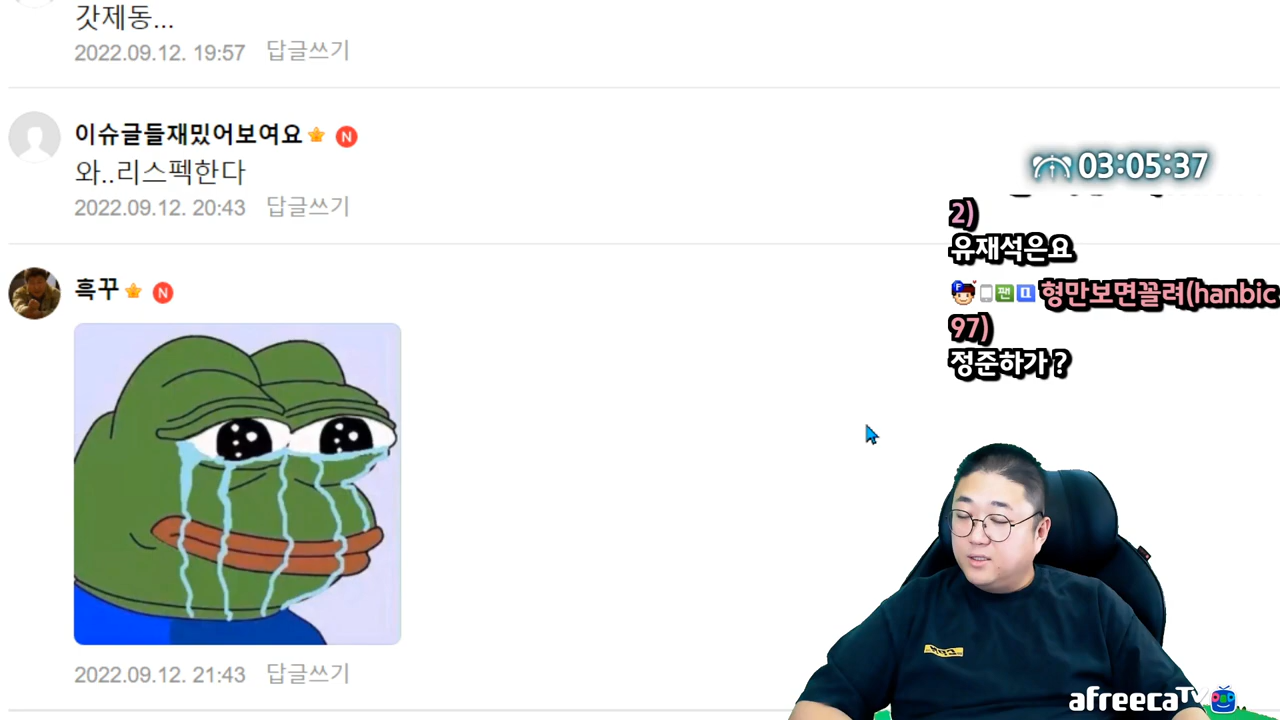 갓제동...
2022.09.12. 19:57 답글쓰기
이슈글들재밌어보여요 N
와..리스펙한다
2022.09.12. 20:43 답글쓰기
흑꾸 N
2022.09.12. 21:43 답글쓰기
03:05:37
2)
유재석은요
F 팬 형만보면꼴려(hanbic
97)
정준하가?
afreecaTV